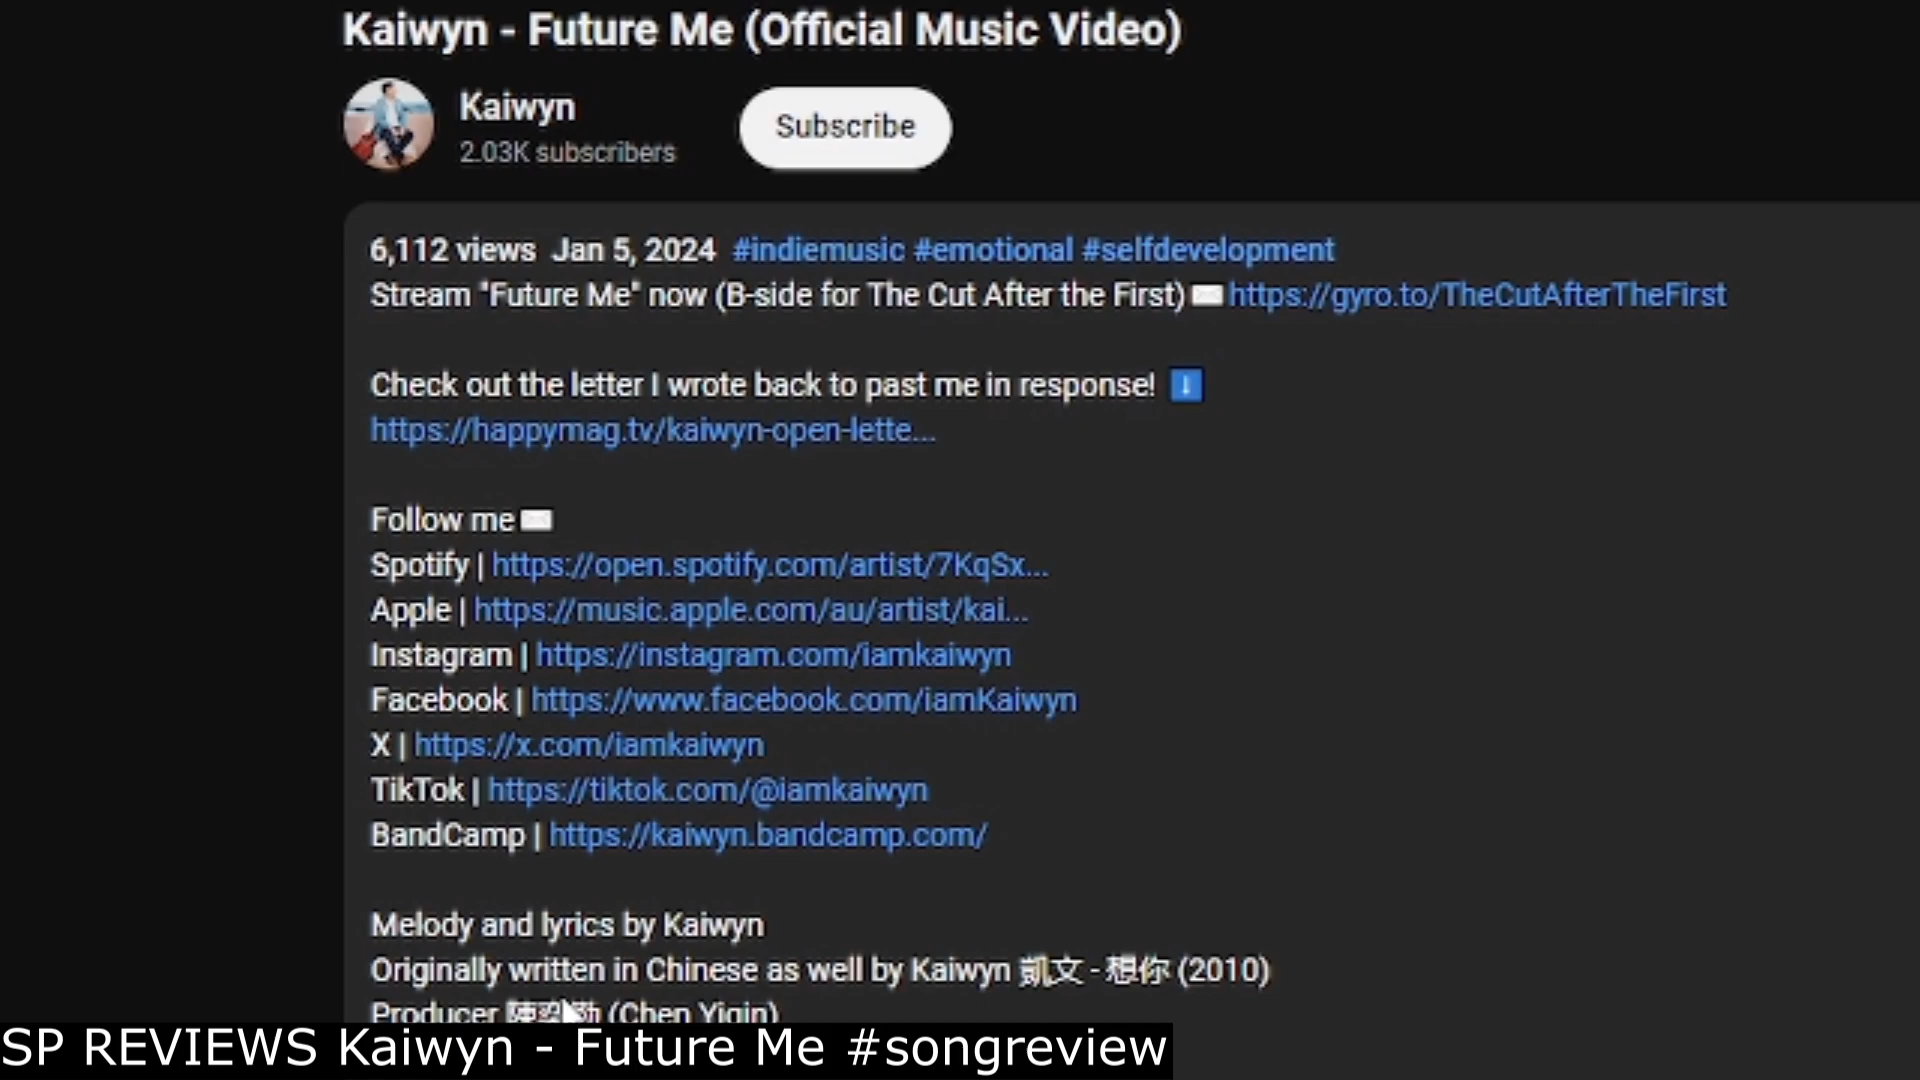 Kaiwyn - Future Me (Official Music Video)
Kaiwyn
2.03K subscribers
Subscribe
6,112 views Jan 5, 2024 #indiemusic #emotional #selfdevelopment
Stream "Future Me" now (B-side for The Cut After the First) https://gyro.to/TheCutAfterTheFirst
Check out the letter I wrote back to past me in response!
https://happymag.tv/kaiwyn-open-lette...
Follow me
Spotify | https://open.spotify.com/artist/7KqSx...
Apple | https://music.apple.com/au/artist/kai...
Instagram | https://instagram.com/iamkaiwyn
Facebook | https://www.facebook.com/iamKaiwyn
X | https://x.com/iamkaiwyn
TikTok | https://tiktok.com/@iamkaiwyn
BandCamp | https://kaiwyn.bandcamp.com/
Melody and lyrics by Kaiwyn
Originally written in Chinese as well by Kaiwyn 凱文 - 想你 (2010)
Producer (Chen Yiqin)
SP REVIEWS Kaiwyn - Future Me #songreview